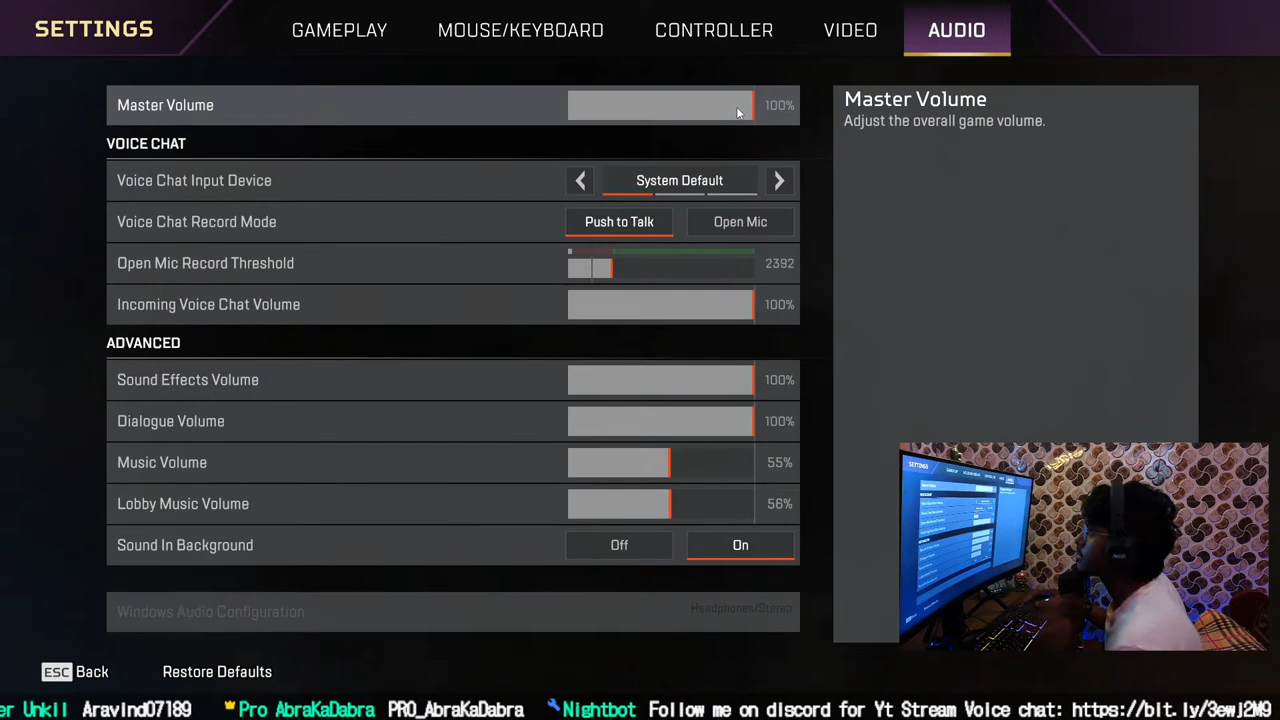 SETTINGS
GAMEPLAY MOUSE/KEYBOARD CONTROLLER VIDEO AUDIO
Master Volume 100%
VOICE CHAT
Voice Chat Input Device System Default
Voice Chat Record Mode Push to Talk Open Mic
Open Mic Record Threshold 2392
Incoming Voice Chat Volume 100%
ADVANCED
Sound Effects Volume 100%
Dialogue Volume 100%
Music Volume 55%
Lobby Music Volume 56%
Sound In Background Off On
Windows Audio Configuration Headphones/Stereo
Master Volume
Adjust the overall game volume.
SETTINGS
ESC Back Restore Defaults
er Unkll Aravind07189 Pro AbraKaDabra PRO_AbraKaDabra Nightbot Follow me on discord for Yt Stream Voice chat: https://bit.ly/3ewj2M9